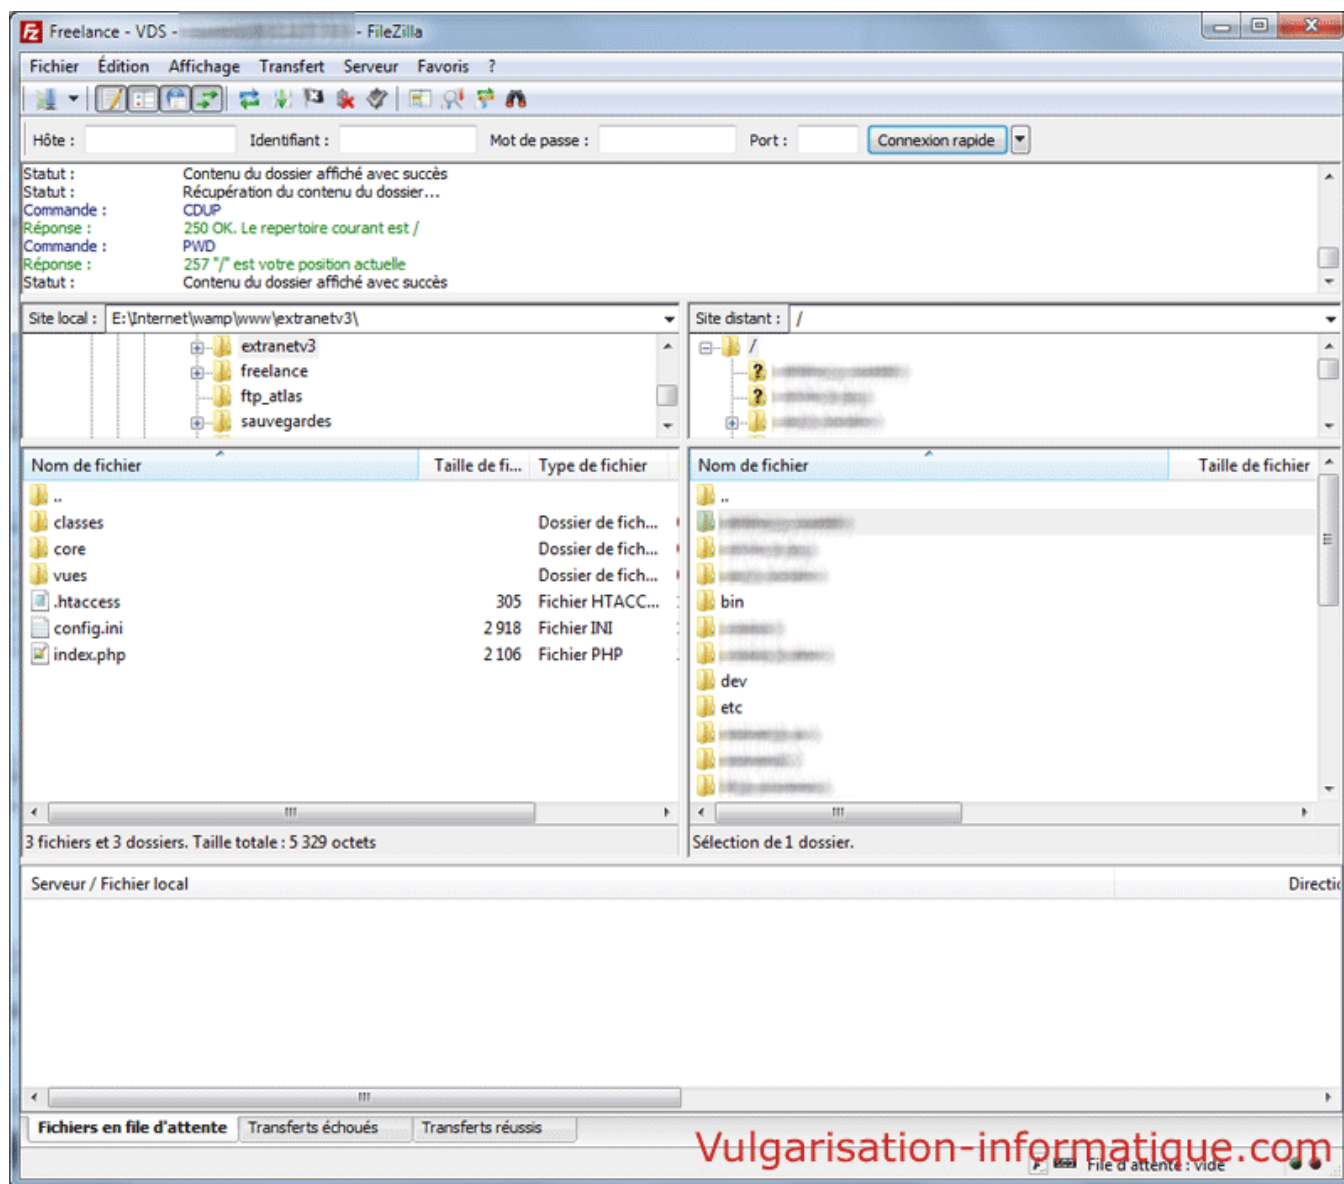 Freelance - VDS - - FileZilla
Fichier Édition Affichage Transfert Serveur Favoris ?
Hôte : Identifiant : Mot de passe : Port : Connexion rapide
Statut : Contenu du dossier affiché avec succès
Statut : Récupération du contenu du dossier...
Commande : CDUP
Réponse : 250 OK. Le repertoire courant est /
Commande : PWD
Réponse : 257 "/" est votre position actuelle
Statut : Contenu du dossier affiché avec succès
Site local : E:\Internet\wamp\www\extranetv3\
extranetv3
freelance
ftp_atlas
sauvegardes
Site distant : /
/
Nom de fichier Taille de fi... Type de fichier
..
classes Dossier de fich...
core Dossier de fich...
vues Dossier de fich...
.htaccess 305 Fichier HTACC...
config.ini 2 918 Fichier INI
index.php 2 106 Fichier PHP
3 fichiers et 3 dossiers. Taille totale : 5 329 octets
Nom de fichier Taille de fichier
..
bin
dev
etc
Sélection de 1 dossier.
Serveur / Fichier local Directio
Fichiers en file d'attente Transferts échoués Transferts réussis
Vulgarisation-informatique.com
File d'attente : vide